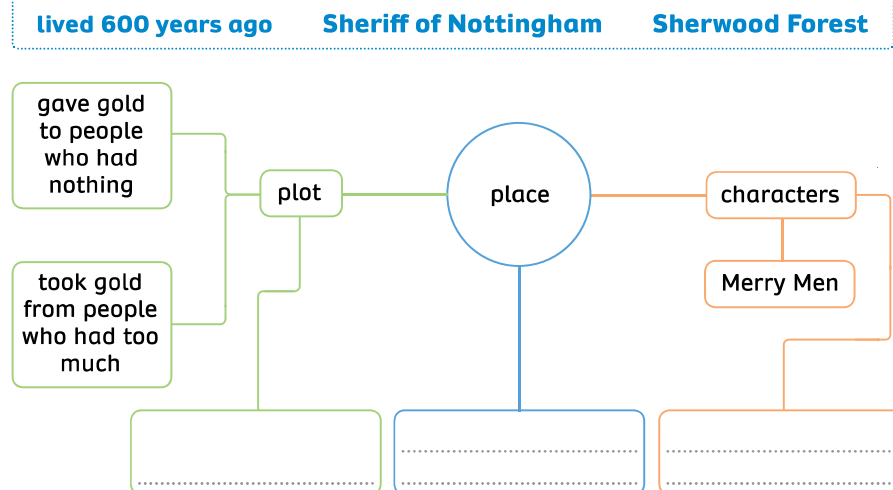 lived 600 years ago
Sheriff of Nottingham
Sherwood Forest
gave gold
to people
who had
nothing
plot
place
characters
took gold
from people
who had too
much
Merry Men